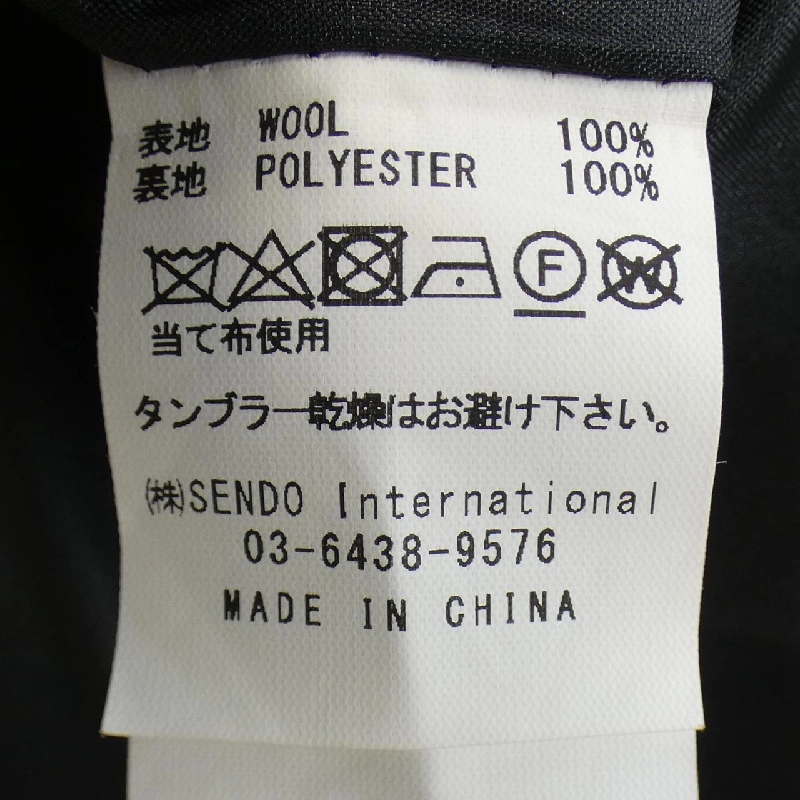 表地 WOOL 100%
裏地 POLYESTER 100%
F W
当て布使用
タンブラー乾燥はお避け下さい。
㈱SENDO International
03-6438-9576
MADE IN CHINA